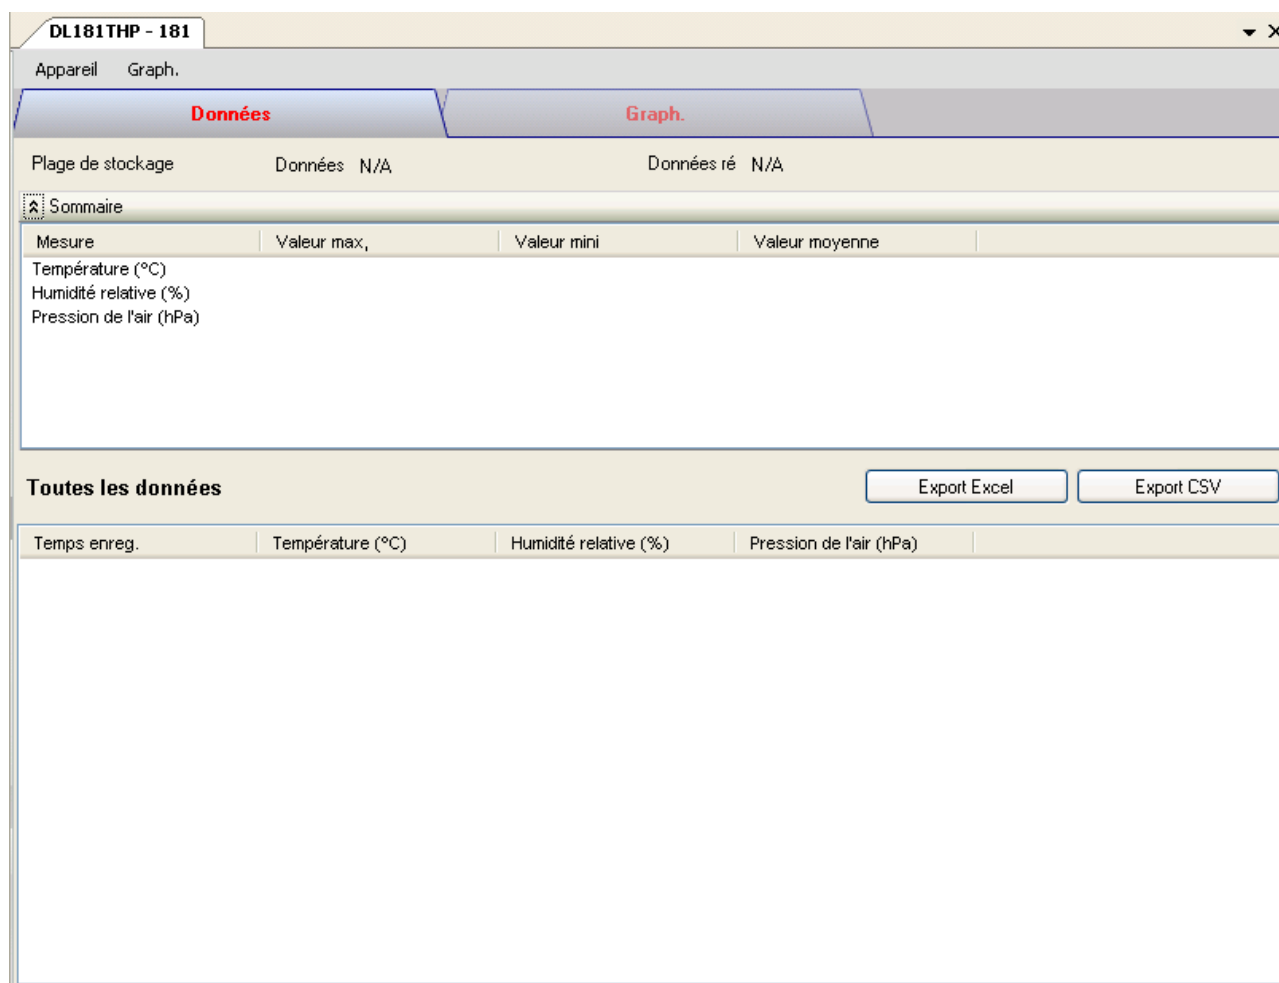 DL181THP - 181
Appareil Graph.
Données Graph.
Plage de stockage Données N/A Données ré N/A
Sommaire
Mesure Valeur max, Valeur mini Valeur moyenne
Température (°C)
Humidité relative (%)
Pression de l'air (hPa)
Toutes les données Export Excel Export CSV
Temps enreg. Température (°C) Humidité relative (%) Pression de l'air (hPa)